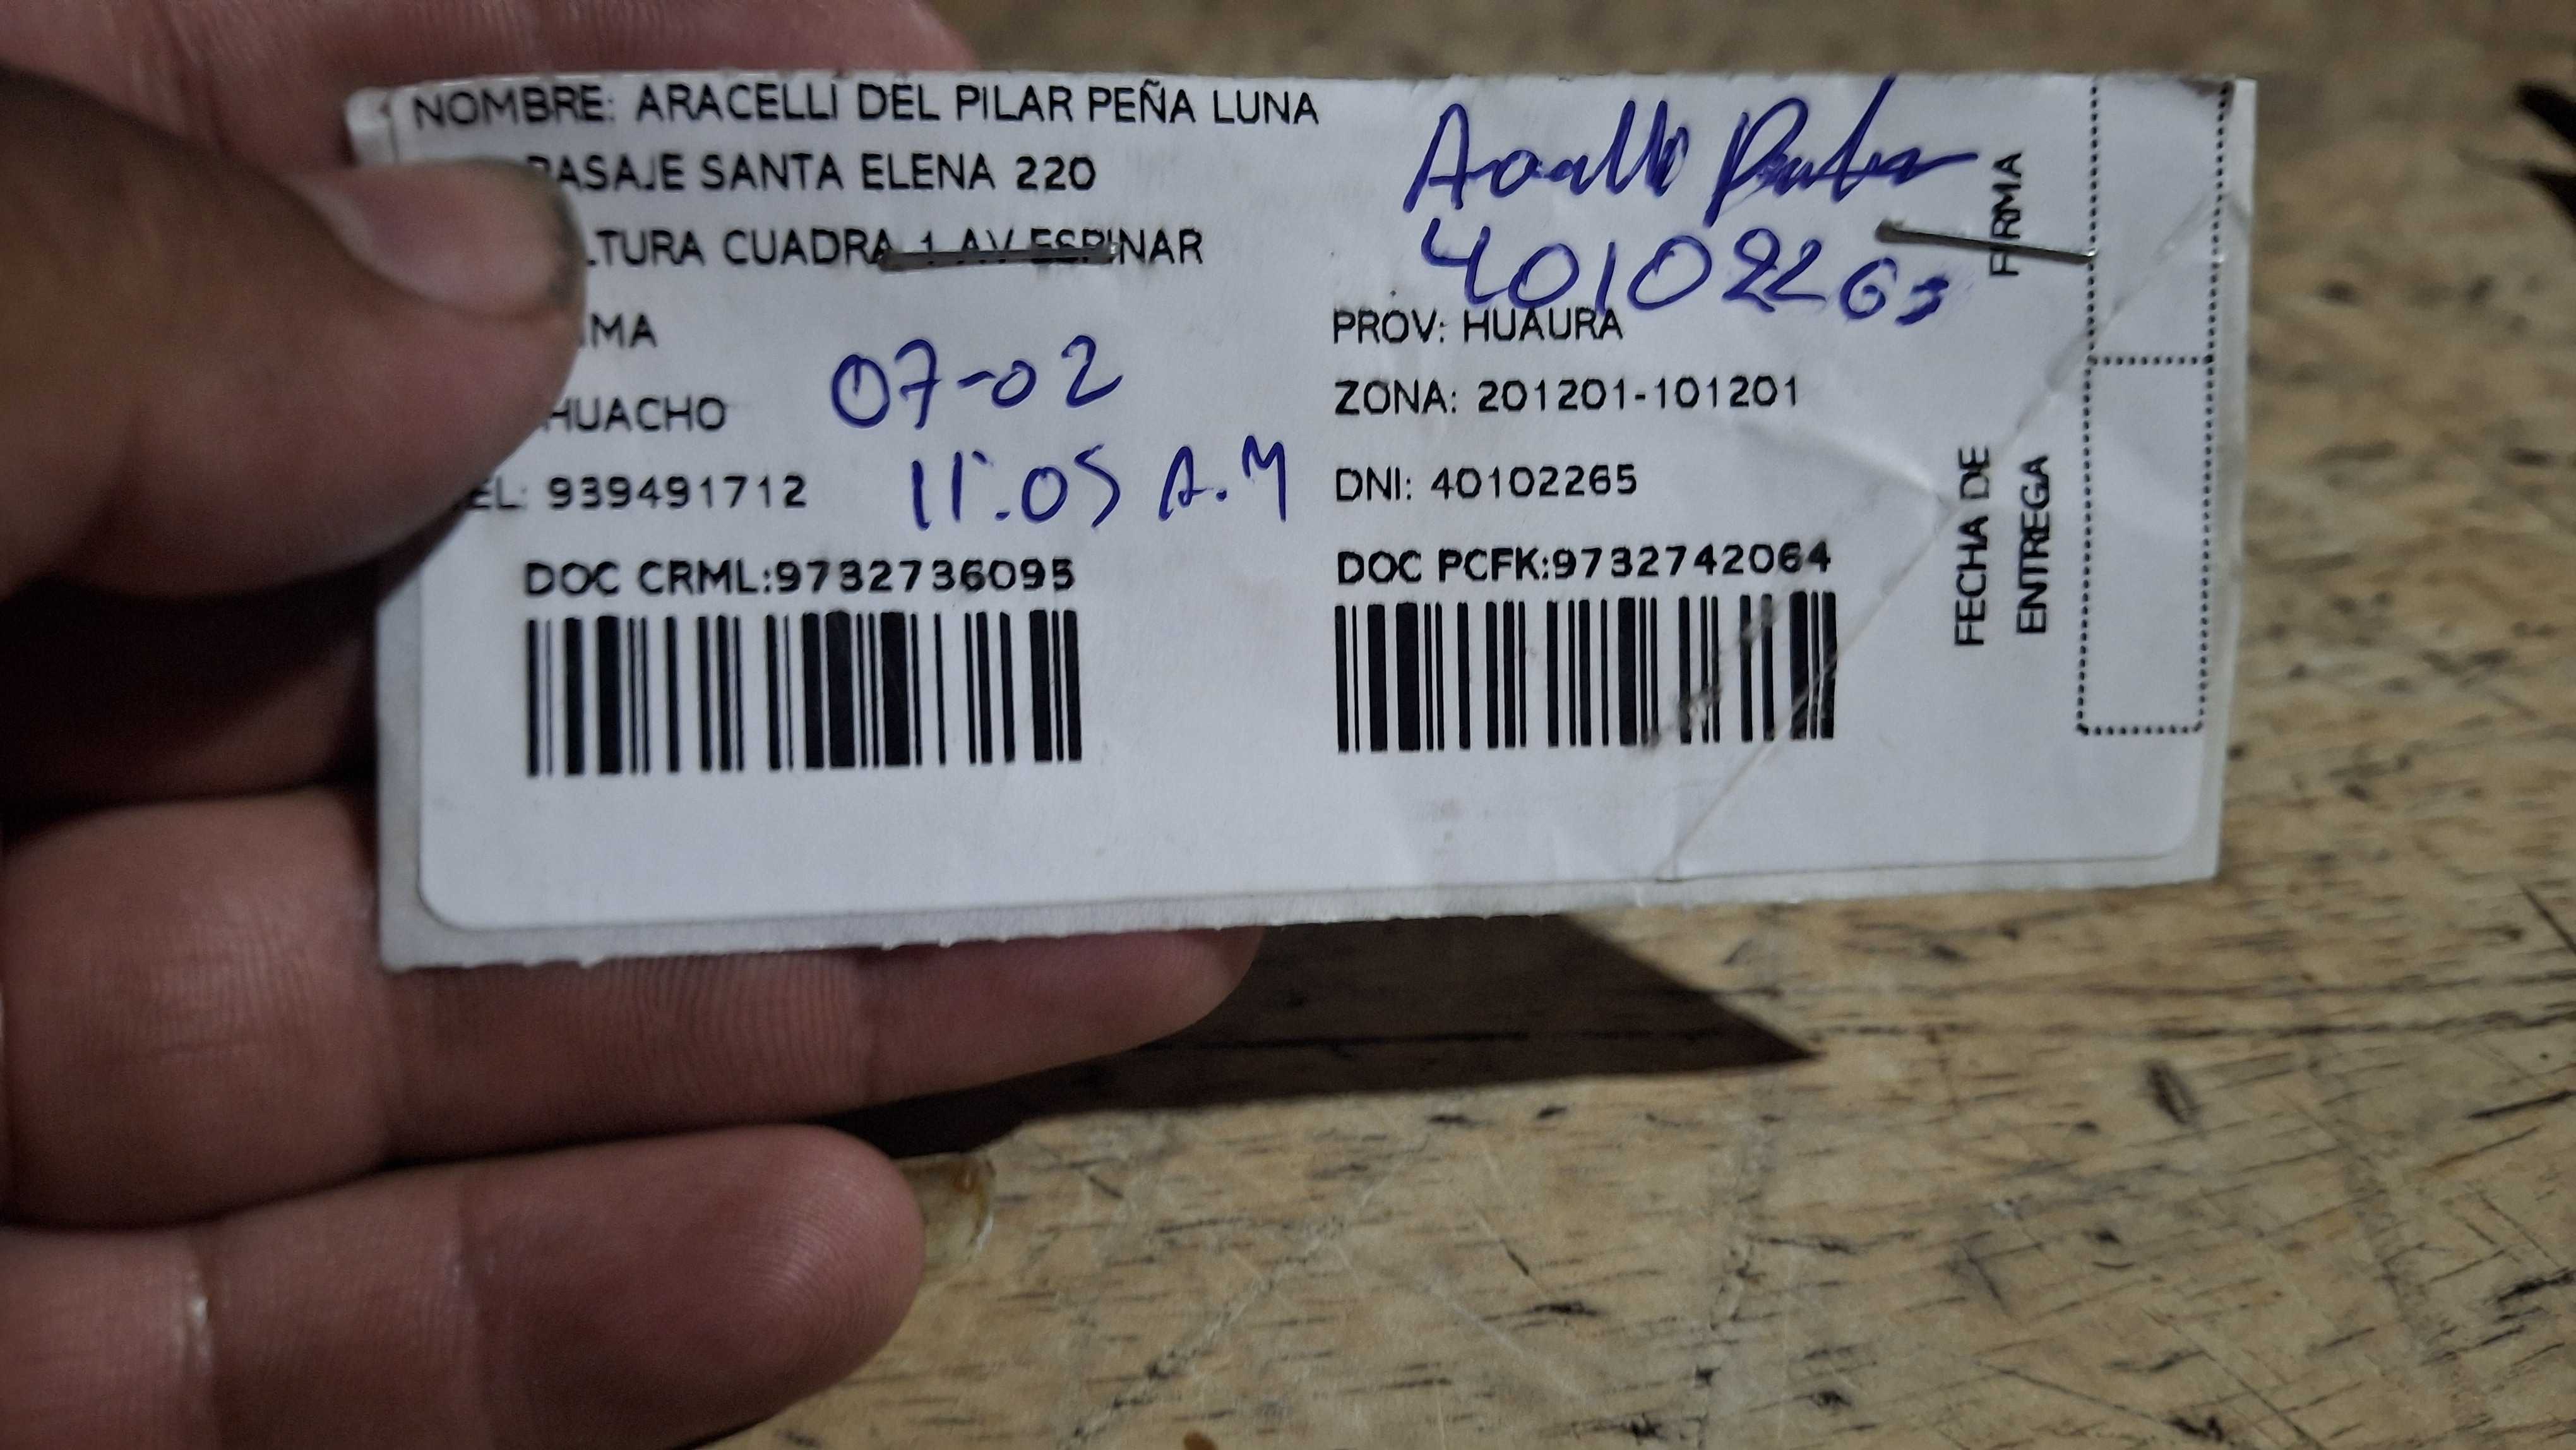 NOMBRE: ARACELLI DEL PILAR PEÑA LUNA
PASAJE SANTA ELENA 220
LTURA CUADRA 1 AV ESPINAR
IMA
PROV: HUAURA
HUACHO
ZONA: 201201-101201
EL: 939491712
DNI: 40102265
07-02
11:05 A.M
DOC CRML:9732736095
DOC PCFK:9732742064
FIRMA
FECHA DE
ENTREGA